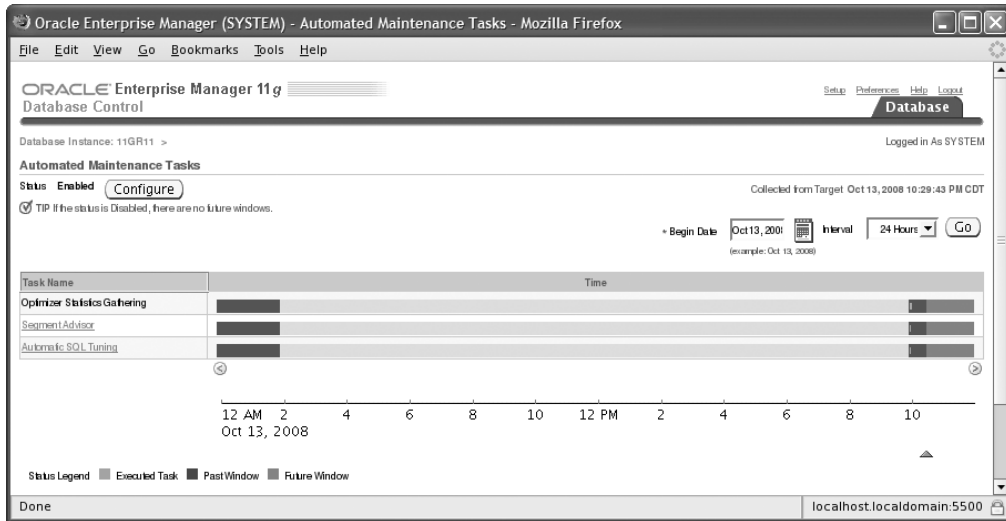 Oracle Enterprise Manager (SYSTEM) - Automated Maintenance Tasks - Mozilla Firefox
File Edit View Go Bookmarks Tools Help
ORACLE Enterprise Manager 11g
Database Control
Setup Preferences Help Logout
Database
Database Instance: 11GR11 >
Logged in As SYSTEM
Automated Maintenance Tasks
Status Enabled Configure
Collected from Target Oct 13, 2008 10:29:43 PM CDT
TIP If the status is Disabled, there are no future windows.
* Begin Date Oct 13, 200 Interval 24 Hours Go
(example: Oct 13, 2008)
Task Name Time
Optimizer Statistics Gathering
Segment Advisor
Automatic SQL Tuning
12 AM 2 4 6 8 10 12 PM 2 4 6 8 10
Oct 13, 2008
Status Legend Executed Task Past Window Future Window
Done localhost.localdomain:5500